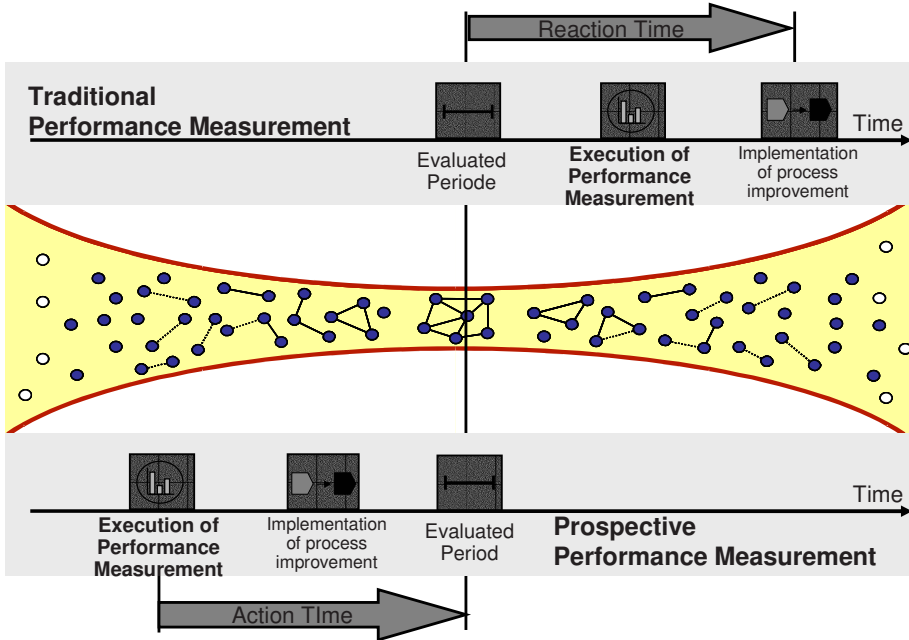 Reaction Time
Traditional
Performance Measurement
Time
Evaluated
Periode
Execution of
Performance
Measurement
Implementation
of process
improvement
Time
Execution of
Performance
Measurement
Implementation
of process
improvement
Evaluated
Period
Prospective
Performance Measurement
Action TIme